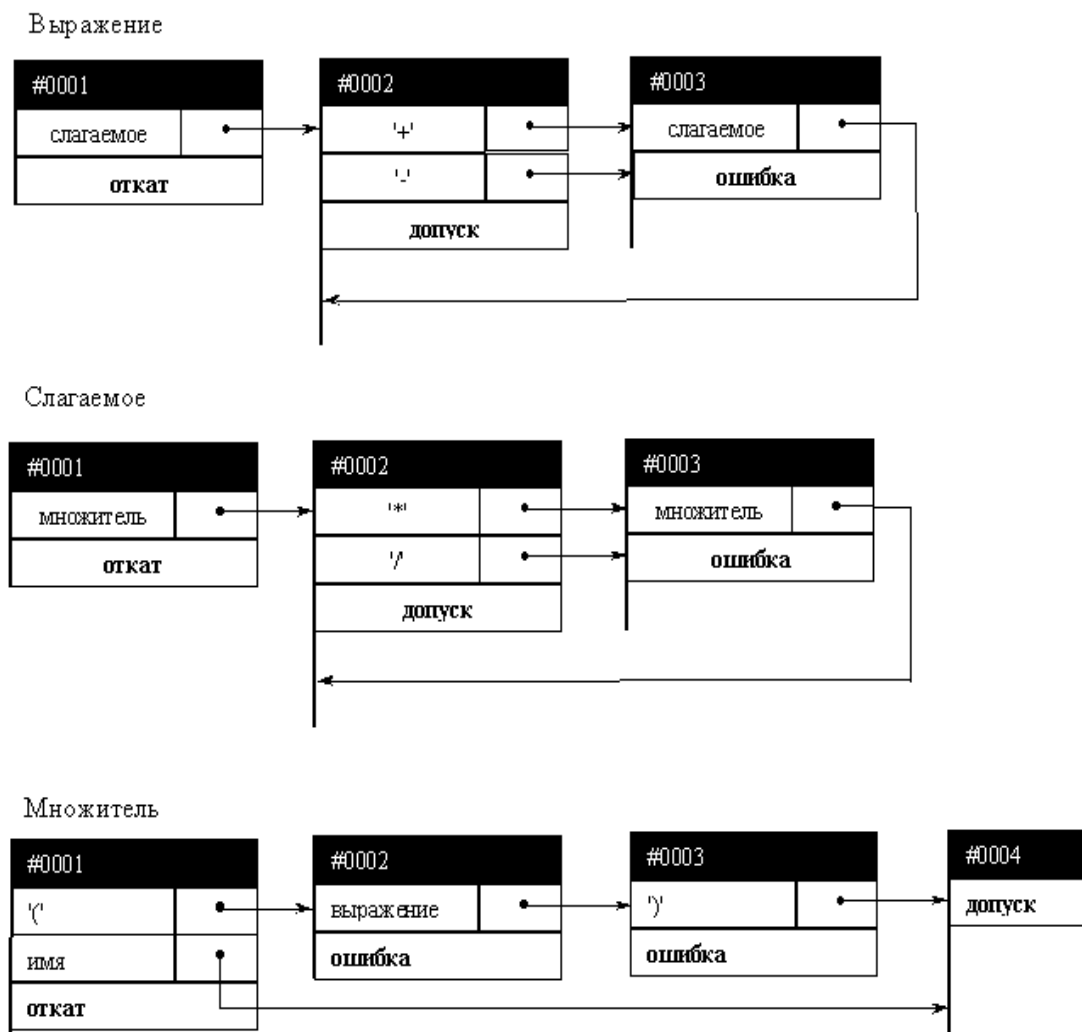 Выражение
#0001
#0002
#0003
слагаемое
'+'
слагаемое
откат
'-'
ошибка
допуск
Слагаемое
#0001
#0002
#0003
множитель
'*'
множитель
откат
'/'
ошибка
допуск
Множитель
#0001
#0002
#0003
#0004
'('
выражение
')'
допуск
имя
ошибка
ошибка
откат